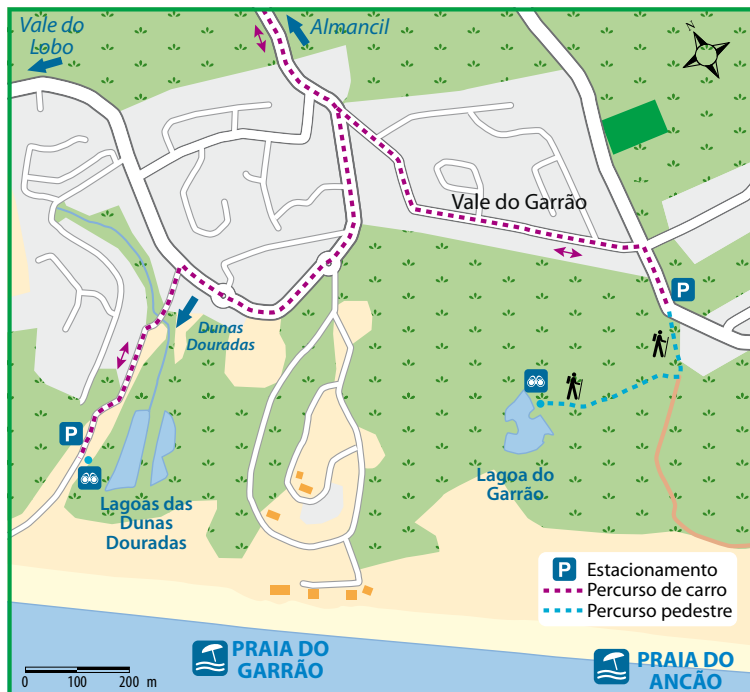 Vale do
Lobo
Almancil
N
Vale do Garrão
P
Dunas
Douradas
P
Lagoas das
Dunas
Douradas
Lagoa do
Garrão
P Estacionamento
Percurso de carro
Percurso pedestre
PRAIA DO
GARRÃO
PRAIA DO
ANCÃO
0 100 200 m